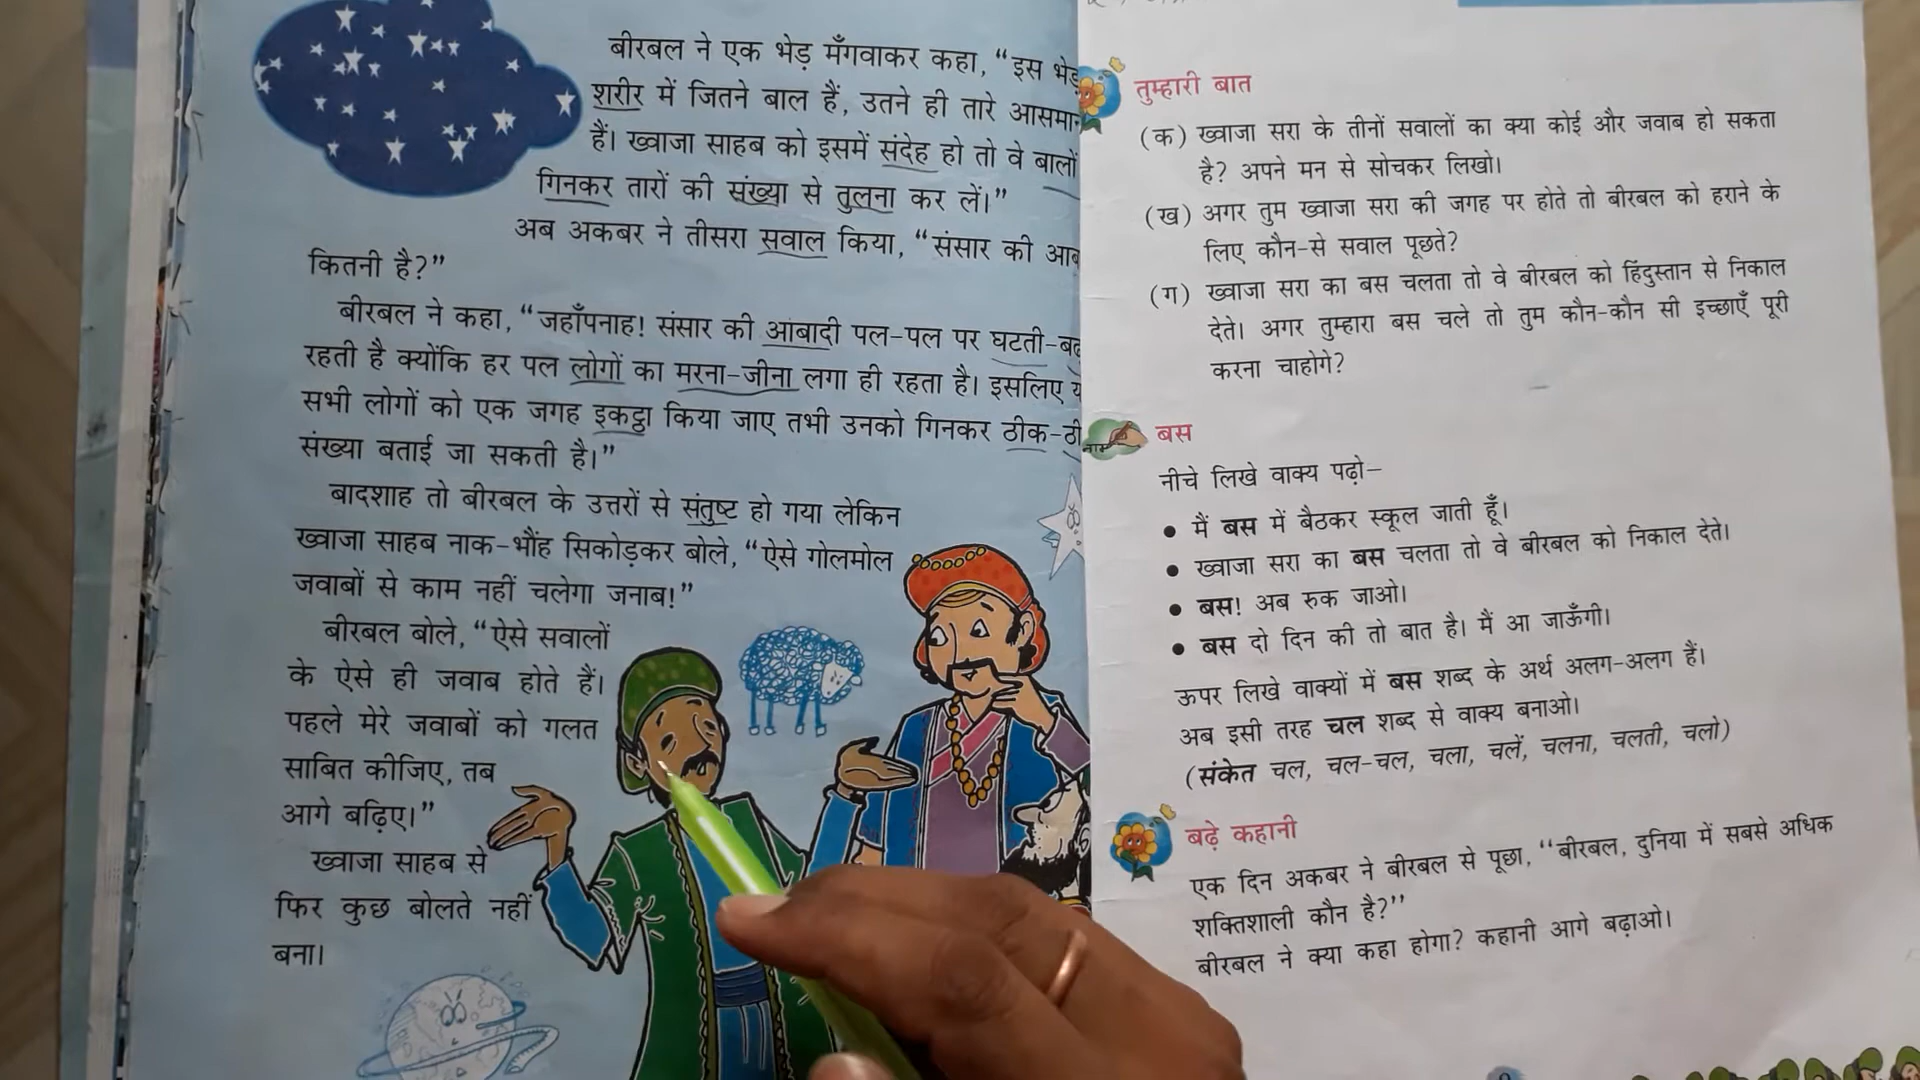 बीरबल ने एक भेड़ मँगवाकर कहा, “इस भेड़
शरीर में जितने बाल हैं, उतने ही तारे आसमान
हैं। ख्वाजा साहब को इसमें संदेह हो तो वे बालों
गिनकर तारों की संख्या से तुलना कर लें।”
अब अकबर ने तीसरा सवाल किया, “संसार की
कितनी है?”
बीरबल ने कहा, “जहाँपनाह! संसार की आबादी पल-पल पर घटती-
रहती है क्योंकि हर पल लोगों का मरना-जीना लगा ही रहता है। इसलिए
सभी लोगों को एक जगह इकट्ठा किया जाए तभी उनको गिनकर ठीक-
संख्या बताई जा सकती है।”
बादशाह तो बीरबल के उत्तरों से संतुष्ट हो गया लेकिन
ख्वाजा साहब नाक-भौंह सिकोड़कर बोले, “ऐसे गोलमोल
जवाबों से काम नहीं चलेगा जनाब!”
बीरबल बोले, “ऐसे सवालों
के ऐसे ही जवाब होते हैं।
पहले मेरे जवाबों को गलत
साबित कीजिए, तब
आगे बढ़िए।”
ख्वाजा साहब से
फिर कुछ बोलते नहीं
बना।
तुम्हारी बात
(क) ख्वाजा सरा के तीनों सवालों का क्या कोई और जवाब हो सकता
है? अपने मन से सोचकर लिखो।
(ख) अगर तुम ख्वाजा सरा की जगह पर होते तो बीरबल को हराने के
लिए कौन-से सवाल पूछते?
(ग) ख्वाजा सरा का बस चलता तो वे बीरबल को हिंदुस्तान से निकाल
देते। अगर तुम्हारा बस चले तो तुम कौन-कौन सी इच्छाएँ पूरी
करना चाहोगे?
बस
नीचे लिखे वाक्य पढ़ो–
• मैं बस में बैठकर स्कूल जाती हूँ।
• ख्वाजा सरा का बस चलता तो वे बीरबल को निकाल देते।
• बस! अब रुक जाओ।
• बस दो दिन की तो बात है। मैं आ जाऊँगी।
ऊपर लिखे वाक्यों में बस शब्द के अर्थ अलग-अलग हैं।
अब इसी तरह चल शब्द से वाक्य बनाओ।
(संकेत चल, चल-चल, चला, चलें, चलना, चलती, चलो)
बढ़े कहानी
एक दिन अकबर ने बीरबल से पूछा, ‘‘बीरबल, दुनिया में सबसे अधिक
शक्तिशाली कौन है?’’
बीरबल ने क्या कहा होगा? कहानी आगे बढ़ाओ।